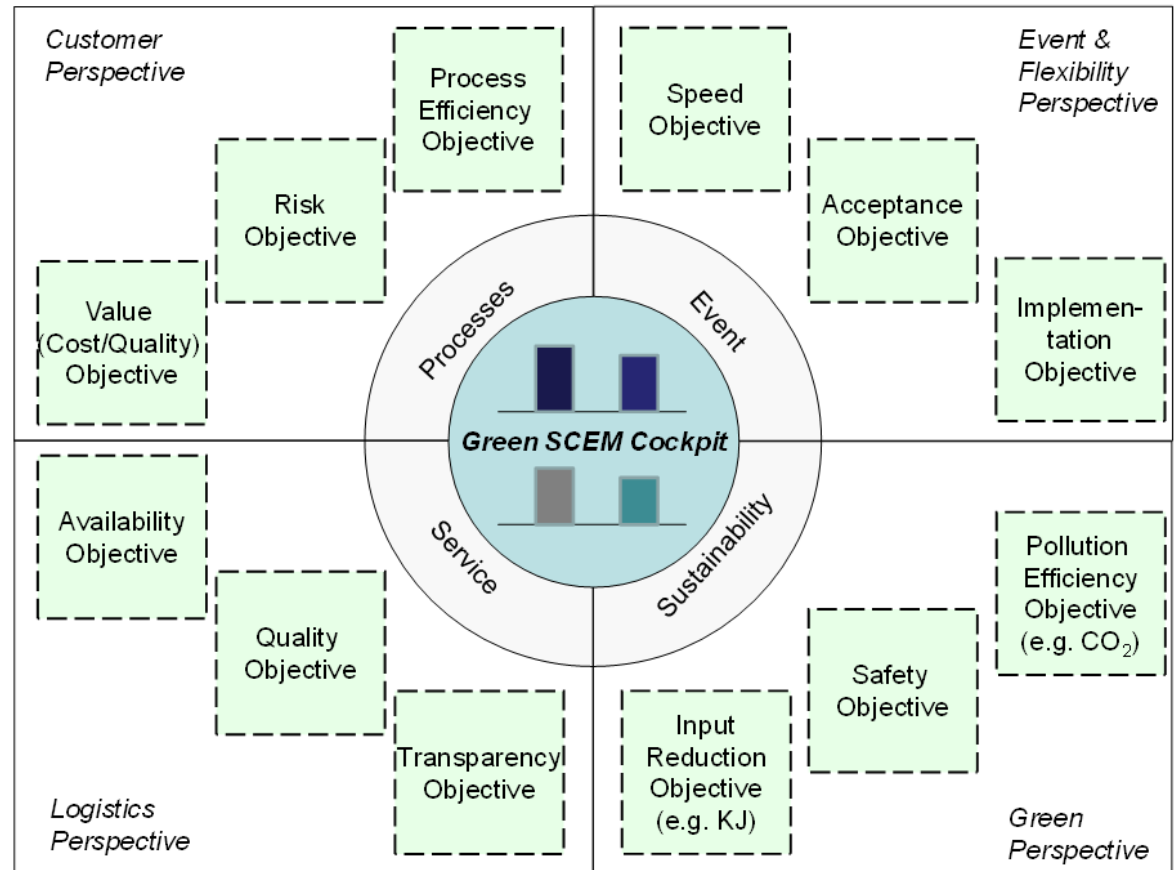 Customer
Perspective
Process
Efficiency
Objective
Risk
Objective
Value
(Cost/Quality)
Objective
Speed
Objective
Event &
Flexibility
Perspective
Acceptance
Objective
Implemen-
tation
Objective
Processes
Event
Green SCEM Cockpit
Service
Sustainability
Availability
Objective
Quality
Objective
Transparency
Objective
Logistics
Perspective
Pollution
Efficiency
Objective
(e.g. CO₂)
Safety
Objective
Input
Reduction
Objective
(e.g. KJ)
Green
Perspective